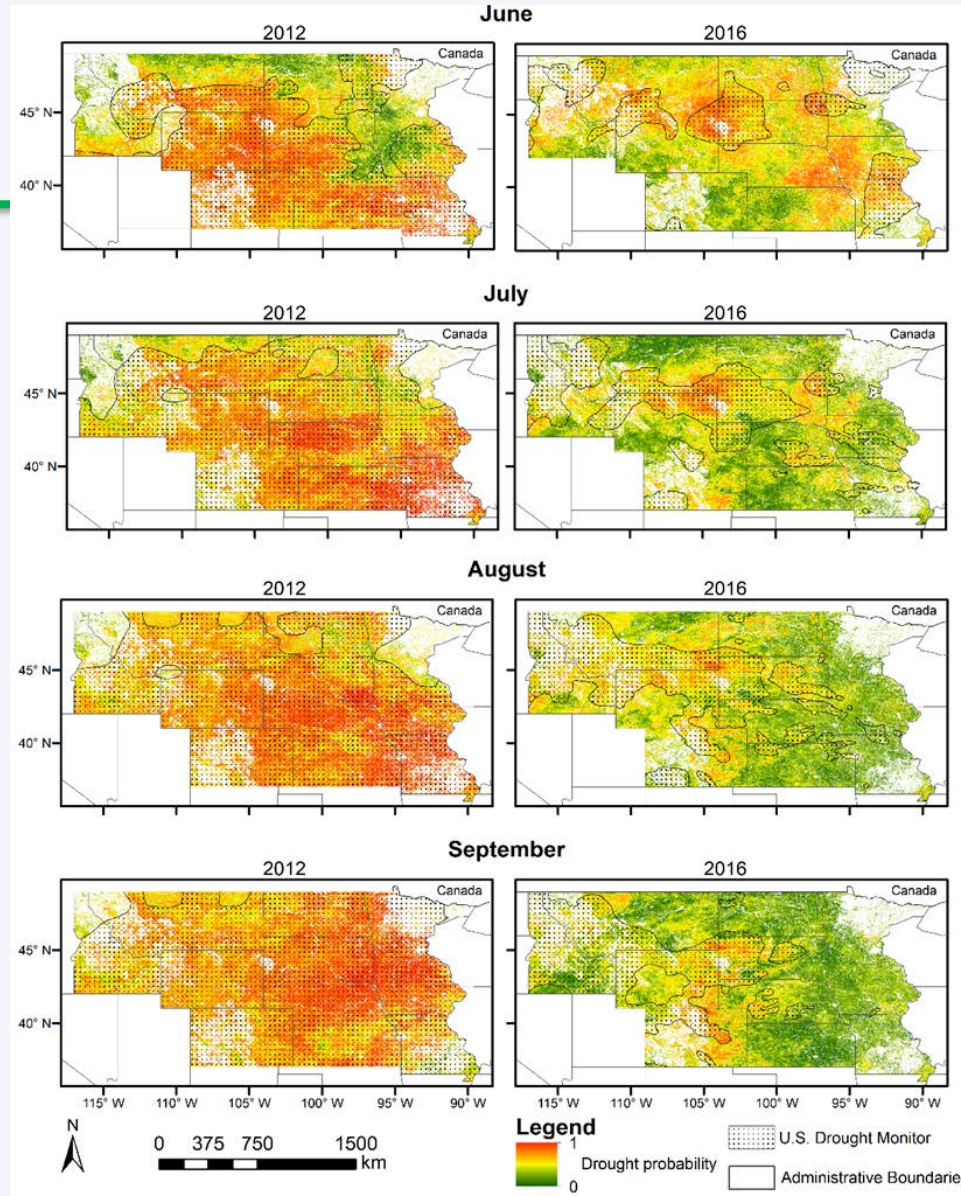 June
2012
2016
Canada
Canada
45° N
40° N
July
2012
2016
Canada
Canada
45° N
40° N
August
2012
2016
Canada
Canada
45° N
40° N
September
2012
2016
Canada
Canada
45° N
40° N
115° W 110° W 105° W 100° W 95° W 90° W
115° W 110° W 105° W 100° W 95° W 90° W
N
0 375 750 1500
km
Legend
1
Drought probability
0
U.S. Drought Monitor
Administrative Boundarie